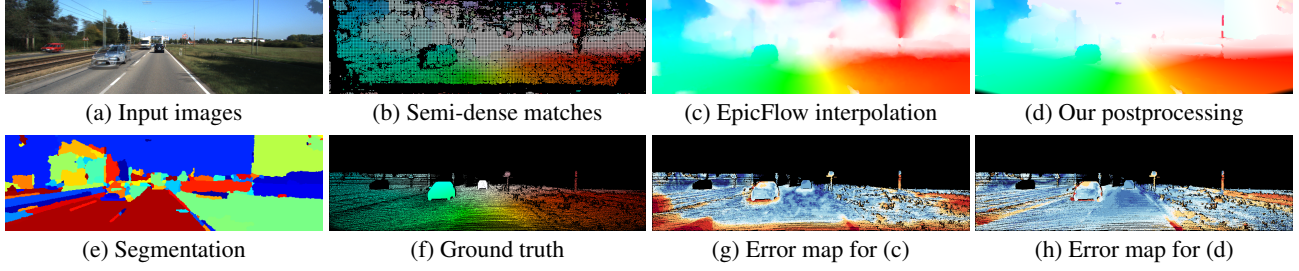 (a) Input images
(b) Semi-dense matches
(c) EpicFlow interpolation
(d) Our postprocessing
(e) Segmentation
(f) Ground truth
(g) Error map for (c)
(h) Error map for (d)